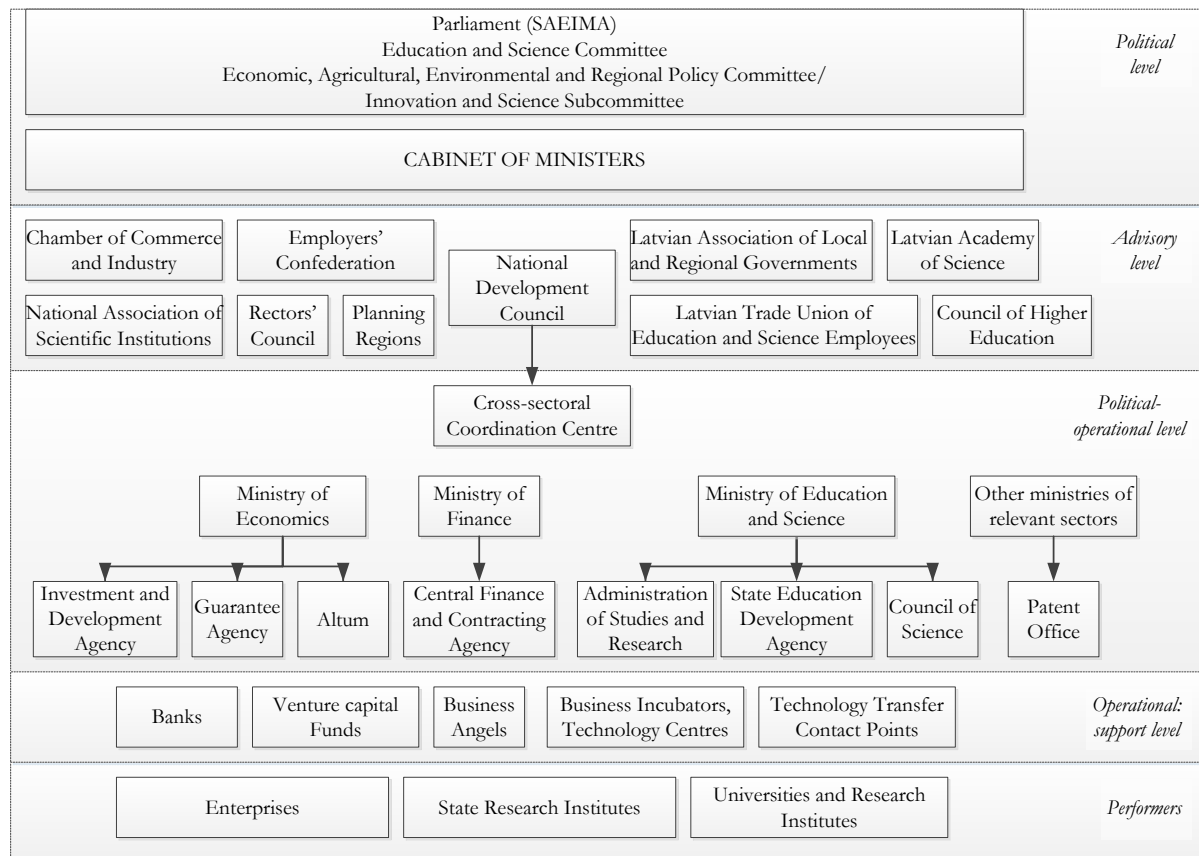 Parliament (SAEIMA)
Education and Science Committee
Economic, Agricultural, Environmental and Regional Policy Committee/
Innovation and Science Subcommittee
Political
level
CABINET OF MINISTERS
Chamber of Commerce
and Industry
Employers’
Confederation
National
Development
Council
Latvian Association of Local
and Regional Governments
Latvian Academy
of Science
Advisory
level
National Association of
Scientific Institutions
Rectors’
Council
Planning
Regions
Latvian Trade Union of
Education and Science Employees
Council of Higher
Education
Cross-sectoral
Coordination Centre
Political-
operational level
Ministry of
Economics
Ministry of
Finance
Ministry of Education
and Science
Other ministries of
relevant sectors
Investment and
Development
Agency
Guarantee
Agency
Altum
Central Finance
and Contracting
Agency
Administration
of Studies and
Research
State Education
Development
Agency
Council of
Science
Patent
Office
Banks
Venture capital
Funds
Business
Angels
Business Incubators,
Technology Centres
Technology Transfer
Contact Points
Operational:
support level
Enterprises
State Research Institutes
Universities and Research
Institutes
Performers